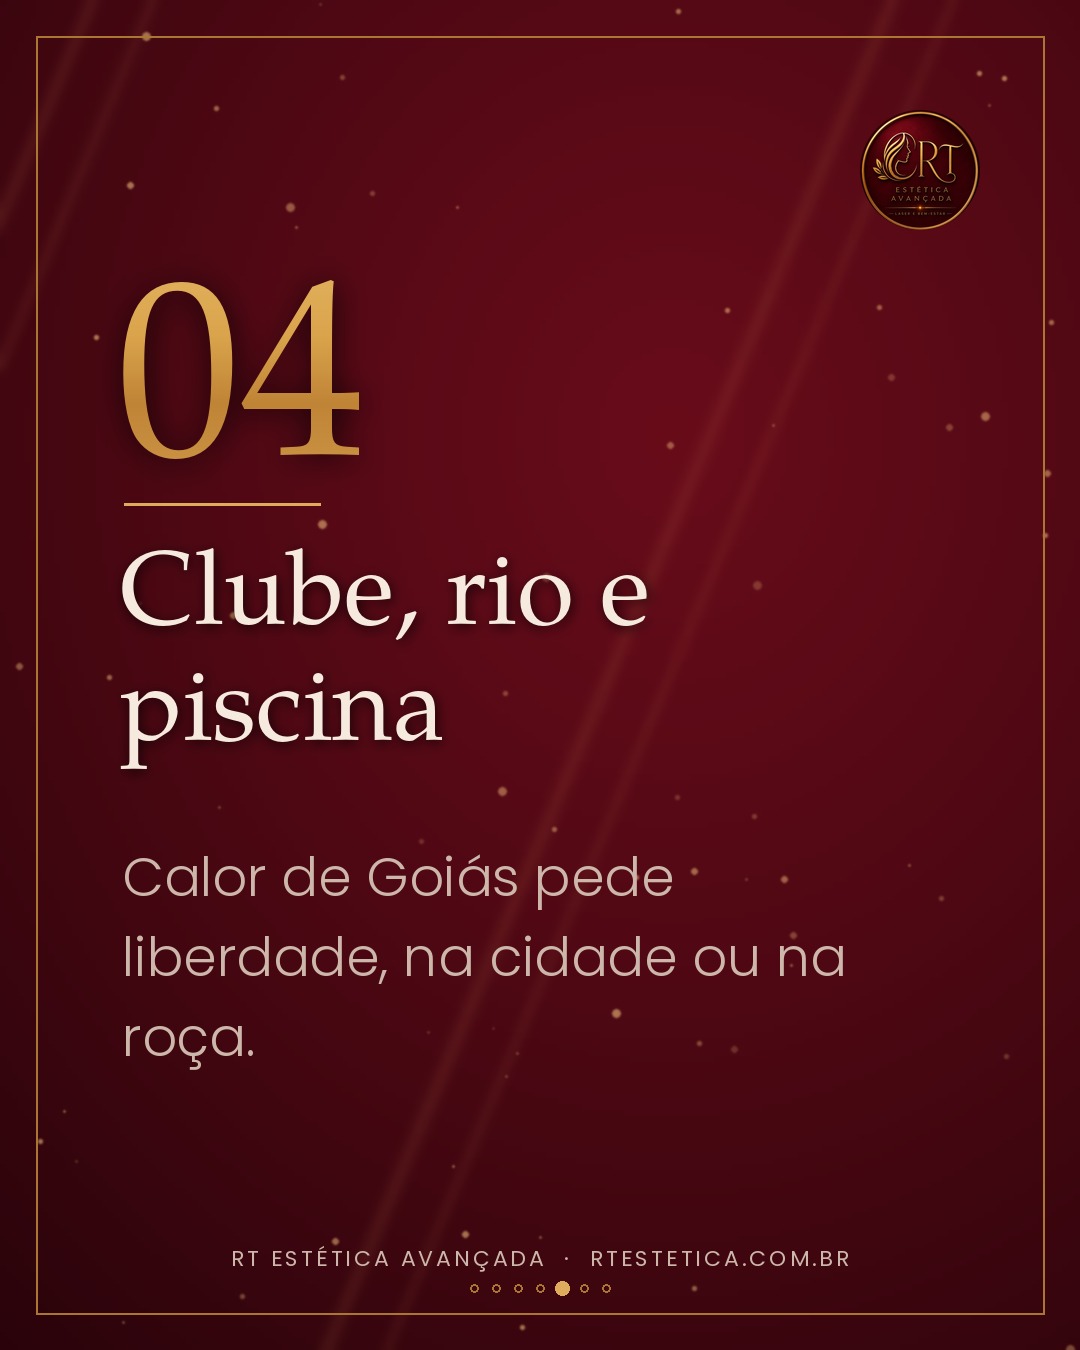 RT
ESTÉTICA
AVANÇADA
04
Clube, rio e
piscina
Calor de Goiás pede
liberdade, na cidade ou na
roça.
RT ESTÉTICA AVANÇADA · RTESTETICA.COM.BR